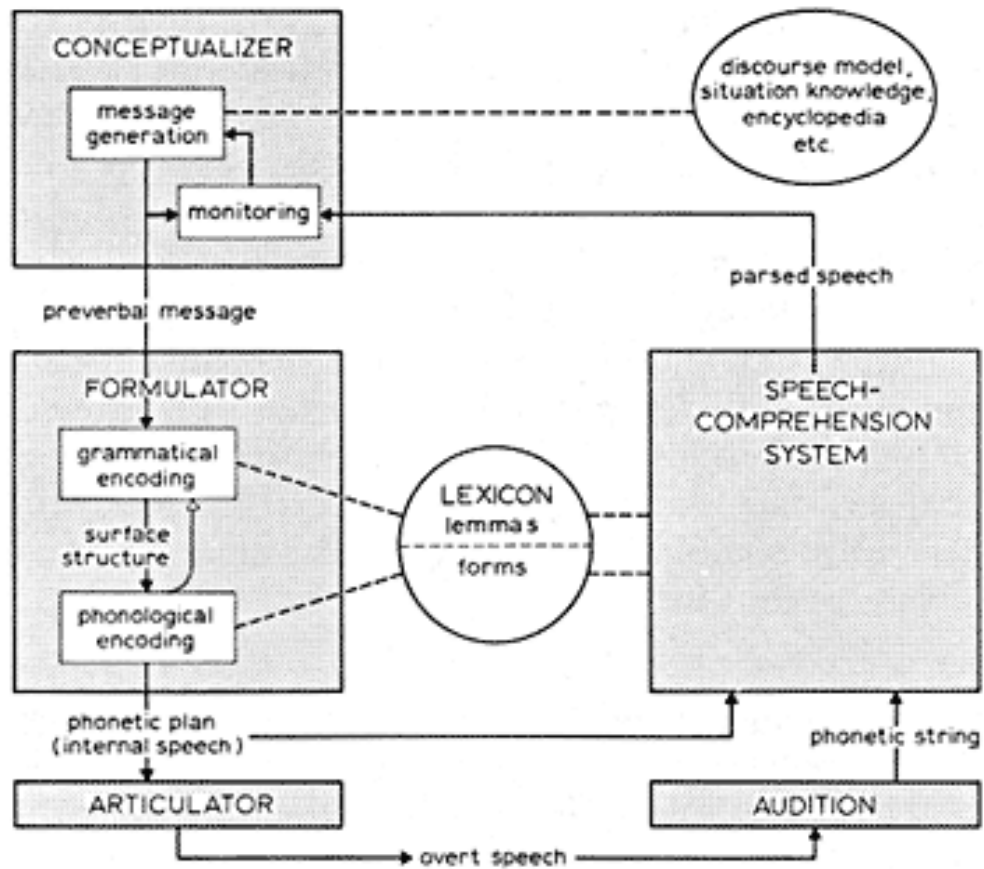 CONCEPTUALIZER
message
generation
monitoring
discourse model,
situation knowledge,
encyclopedia
etc.
parsed speech
preverbal message
FORMULATOR
grammatical
encoding
surface
structure
phonological
encoding
LEXICON
lemmas
forms
SPEECH-
COMPREHENSION
SYSTEM
phonetic plan
(internal speech)
phonetic string
ARTICULATOR
AUDITION
overt speech